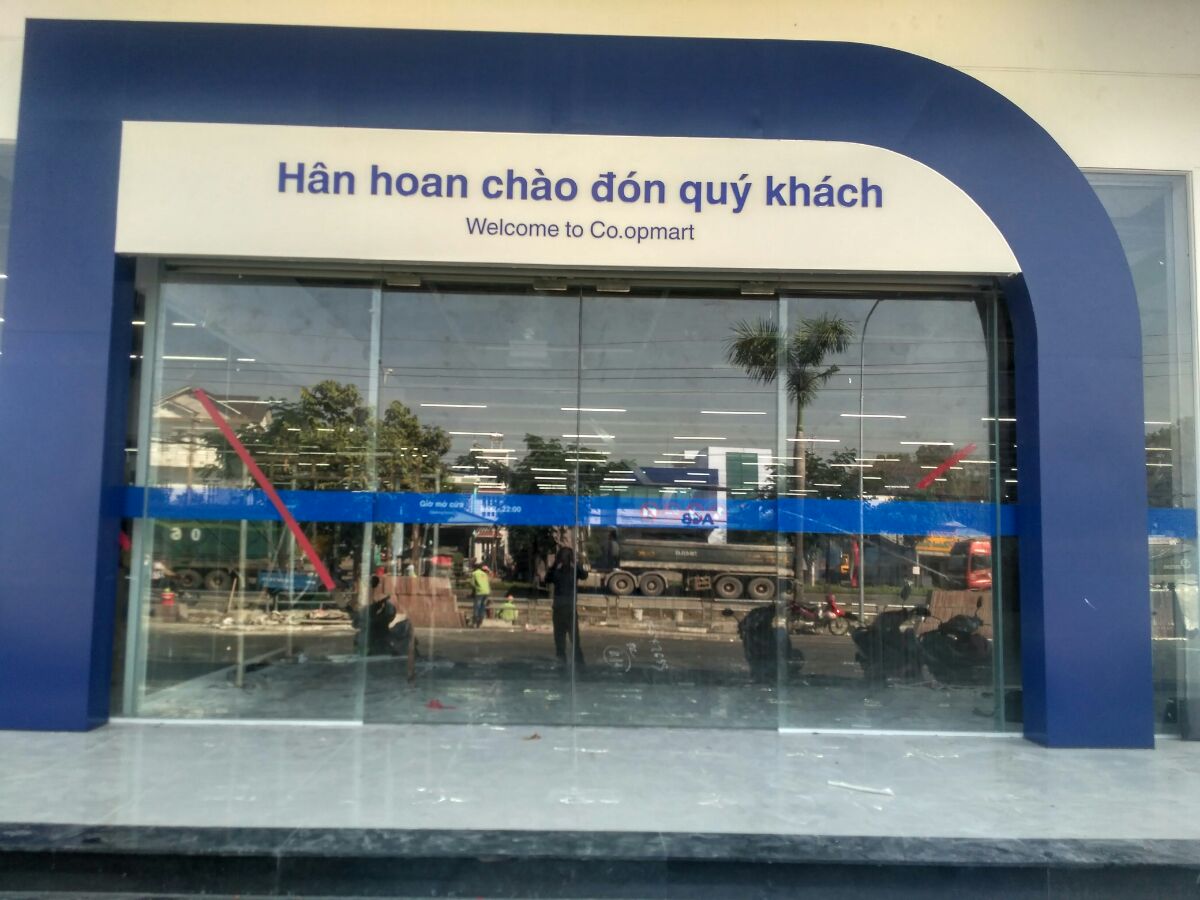 Hân hoan chào đón quý khách
Welcome to Co.opmart
Giờ mở cửa
22:00